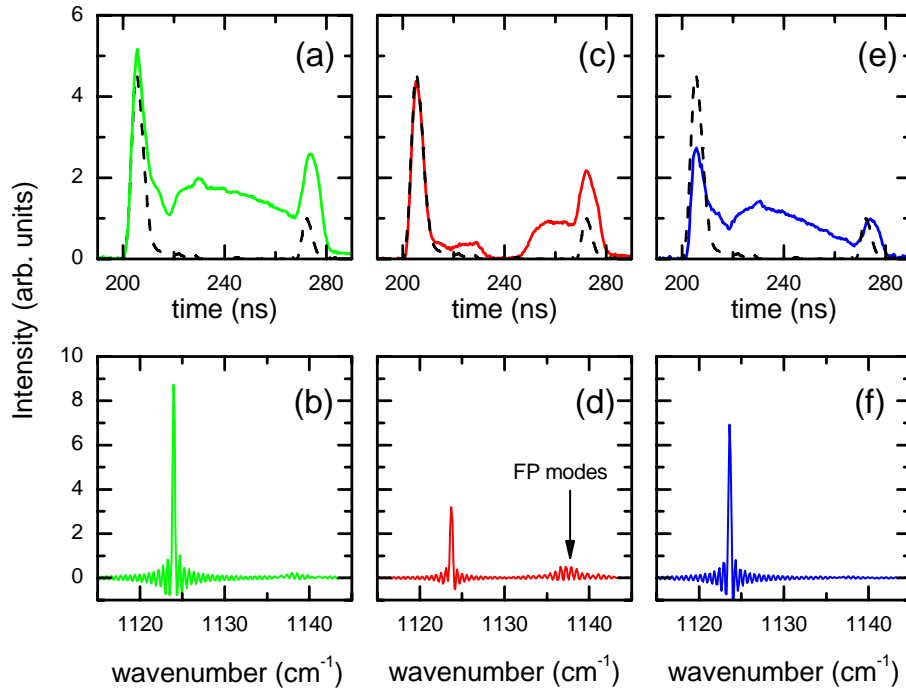 (a) (c) (e)
6
4
2
0
200 240 280 200 240 280 200 240 280
time (ns) time (ns) time (ns)
Intensity (arb. units)
(b) (d) (f)
10
8
6
4
2
0
FP modes
1120 1130 1140 1120 1130 1140 1120 1130 1140
wavenumber (cm⁻¹) wavenumber (cm⁻¹) wavenumber (cm⁻¹)